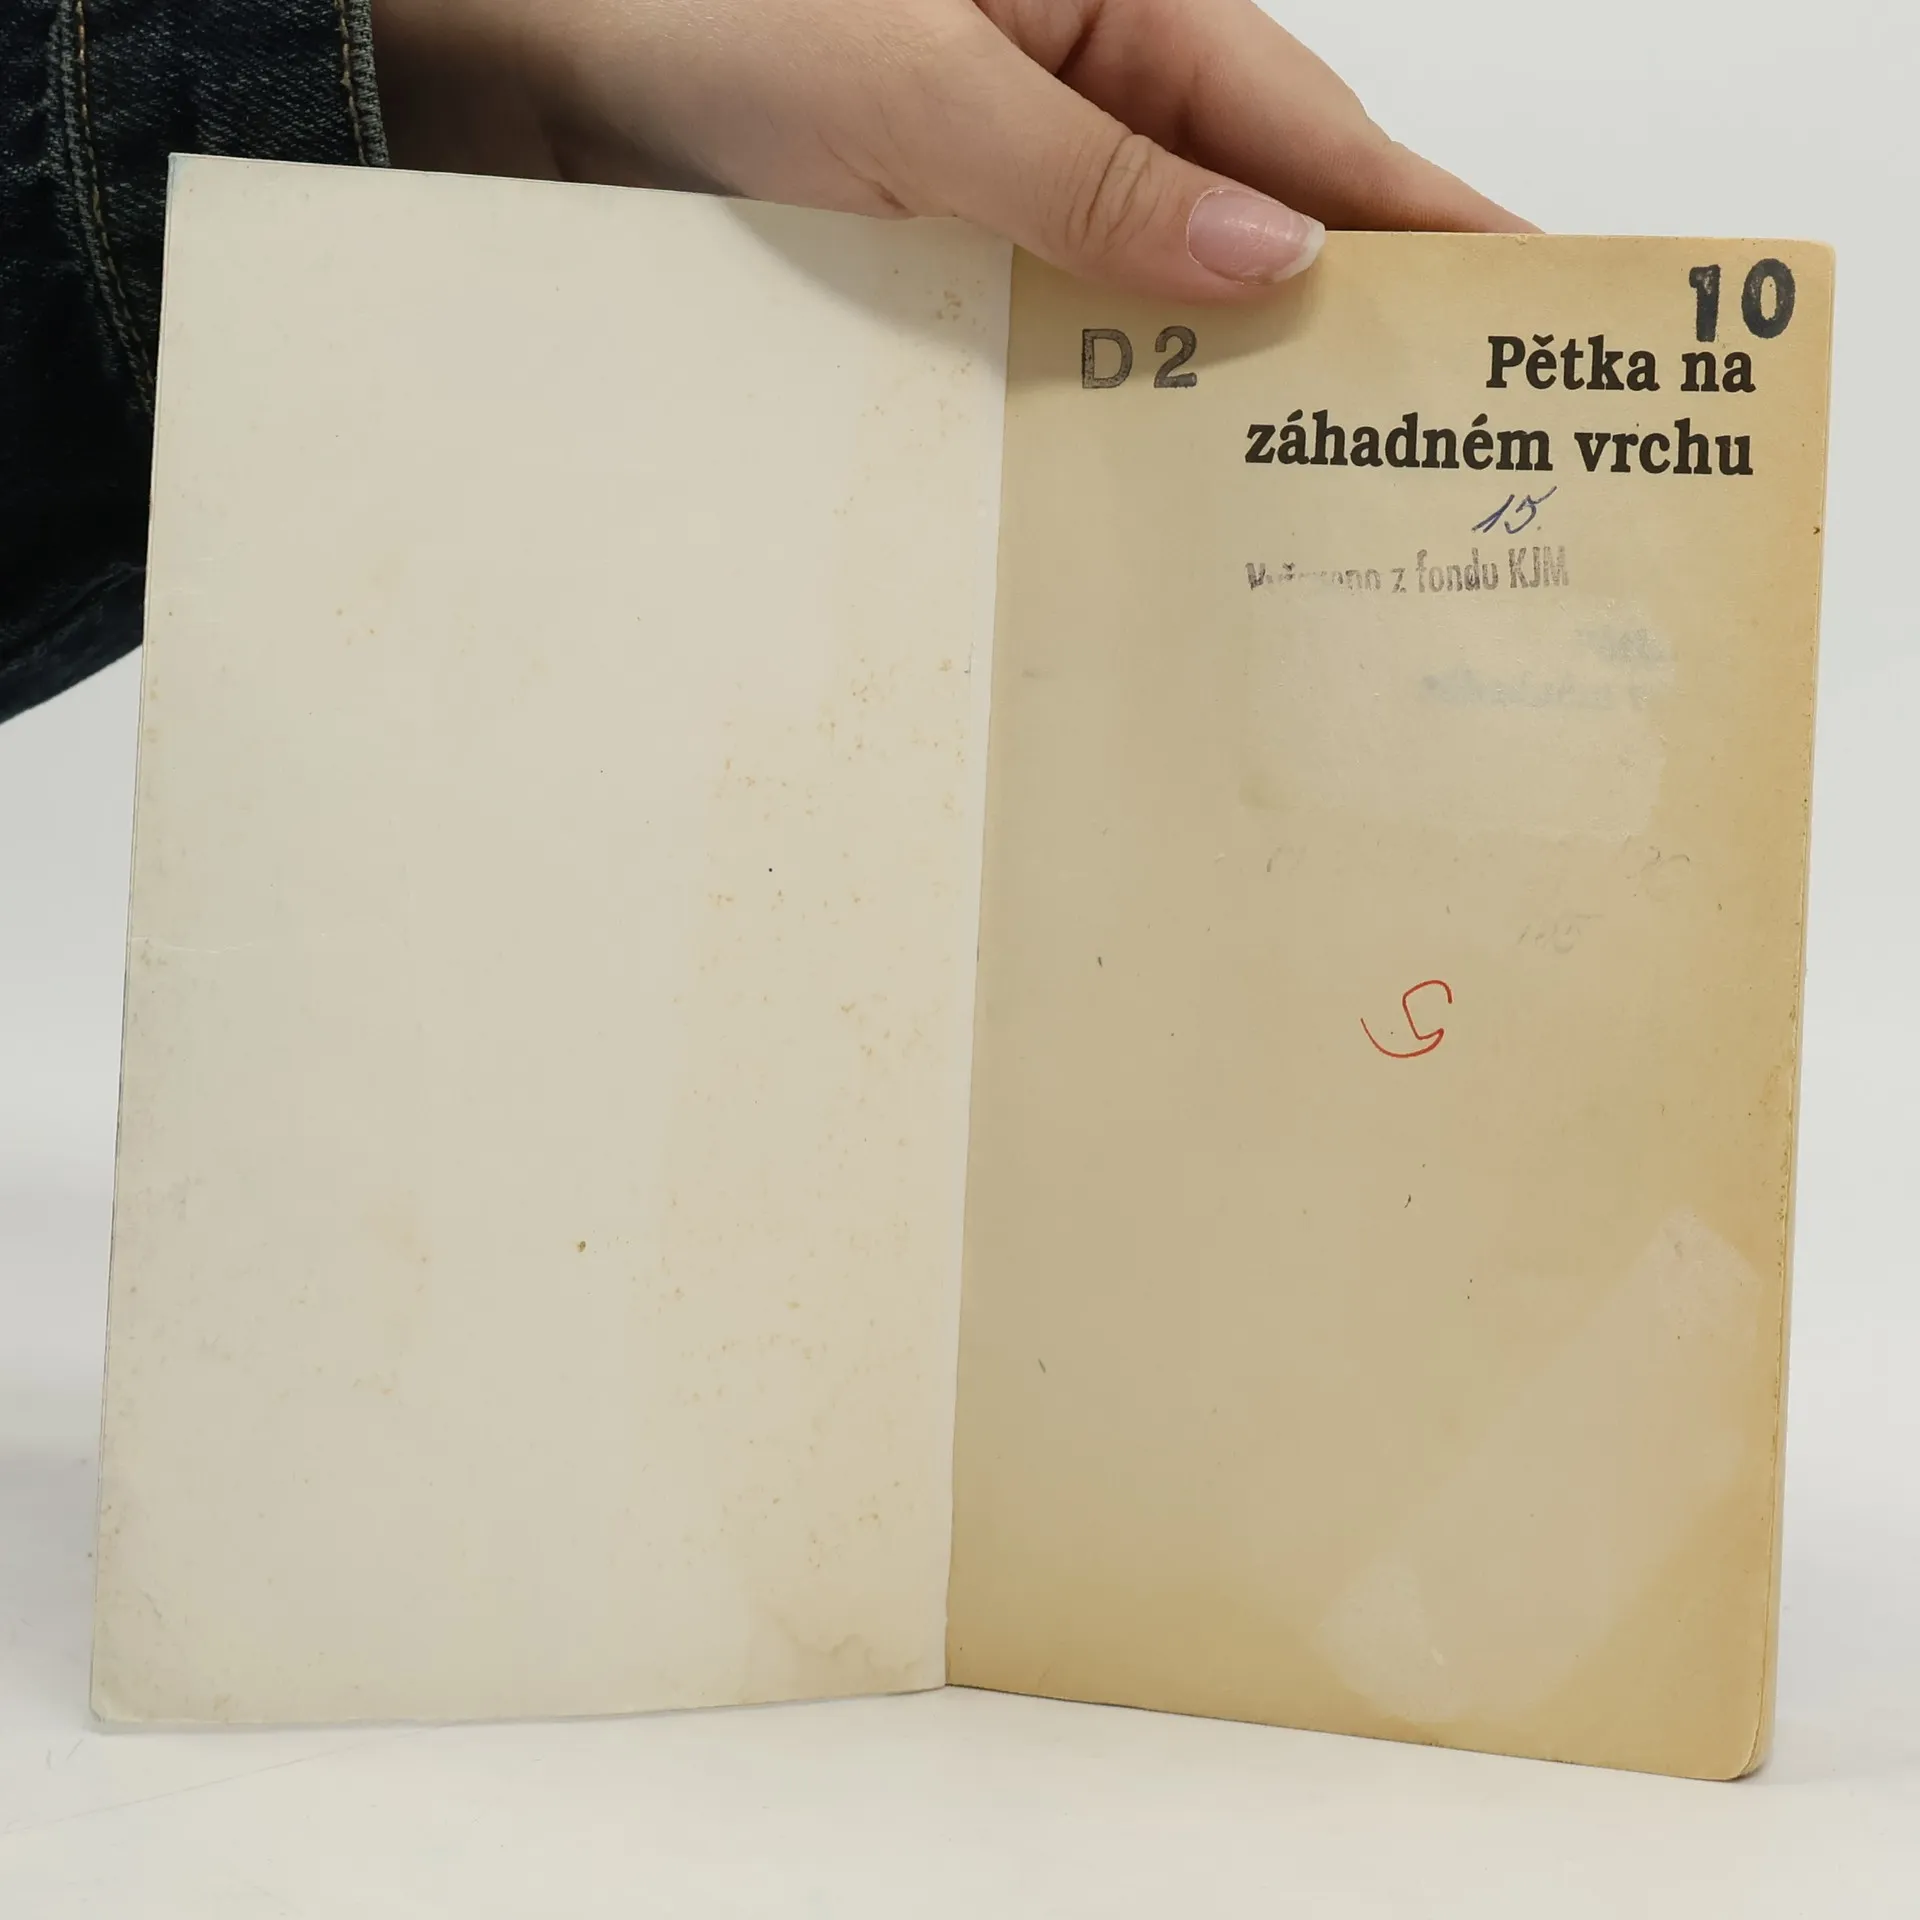 10
D 2
Pětka na
záhadném vrchu
15.
z fondu KJM